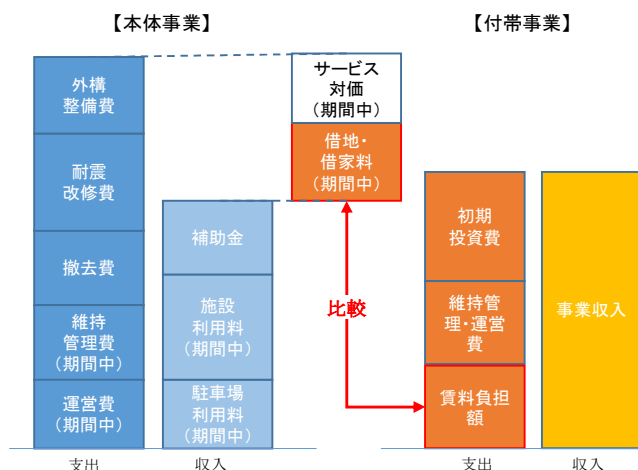 【本体事業】
【付帯事業】
外構
整備費
耐震
改修費
撤去費
維持
管理費
(期間中)
運営費
(期間中)
補助金
施設
利用料
(期間中)
駐車場
利用料
(期間中)
サービス
対価
(期間中)
借地・
借家料
(期間中)
比較
初期
投資費
維持管
理・運営
費
賃料負担
額
事業収入
支出
収入
支出
収入